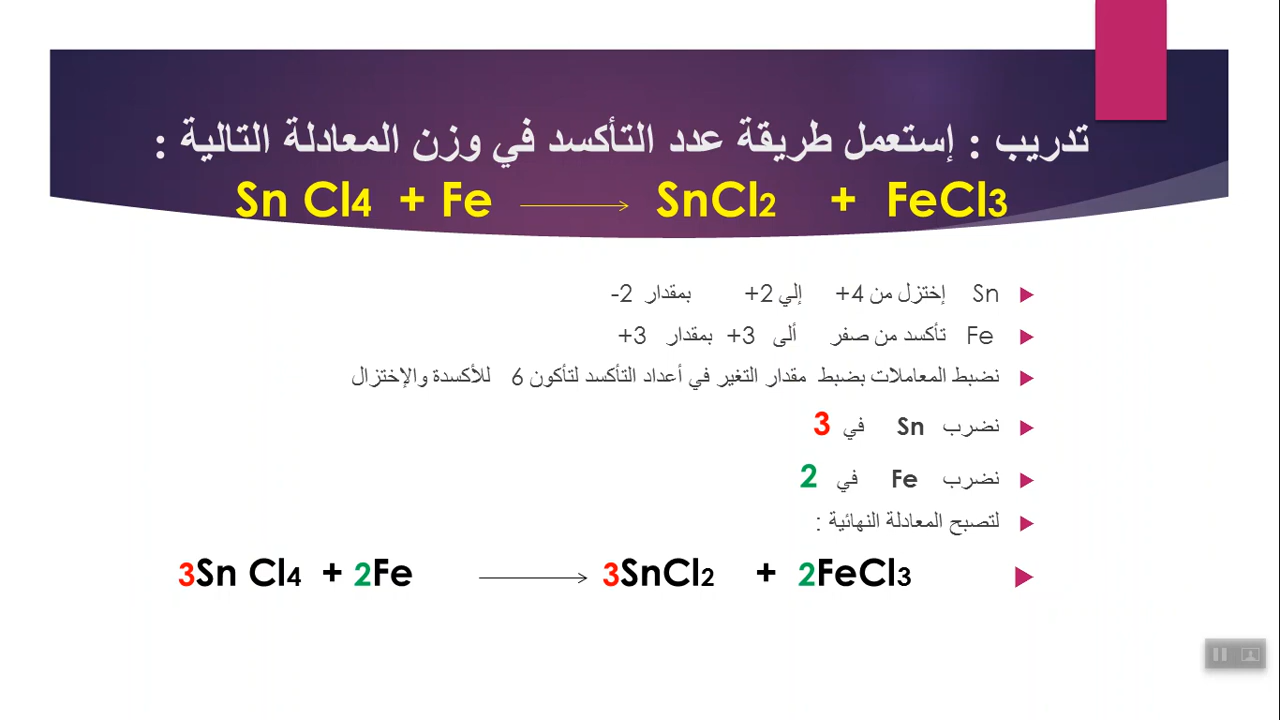 تدريب : إستعمل طريقة عدد التأكسد في وزن المعادلة التالية :
Sn Cl4 + Fe ⟶ SnCl2 + FeCl3
Sn إختزل من 4+ إلي 2+ بمقدار 2-
Fe تأكسد من صفر ألى 3+ بمقدار 3+
نضبط المعاملات بضبط مقدار التغير في أعداد التأكسد لتأكون 6 للأكسدة والإختزال
نضرب Sn في 3
نضرب Fe في 2
لتصبح المعادلة النهائية :
3Sn Cl4 + 2Fe ⟶ 3SnCl2 + 2FeCl3